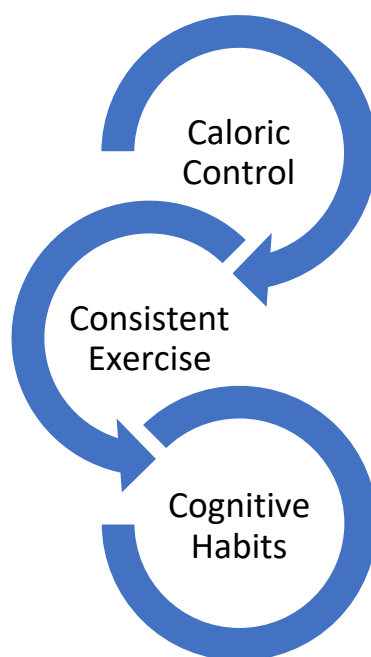 Caloric
Control
Consistent
Exercise
Cognitive
Habits